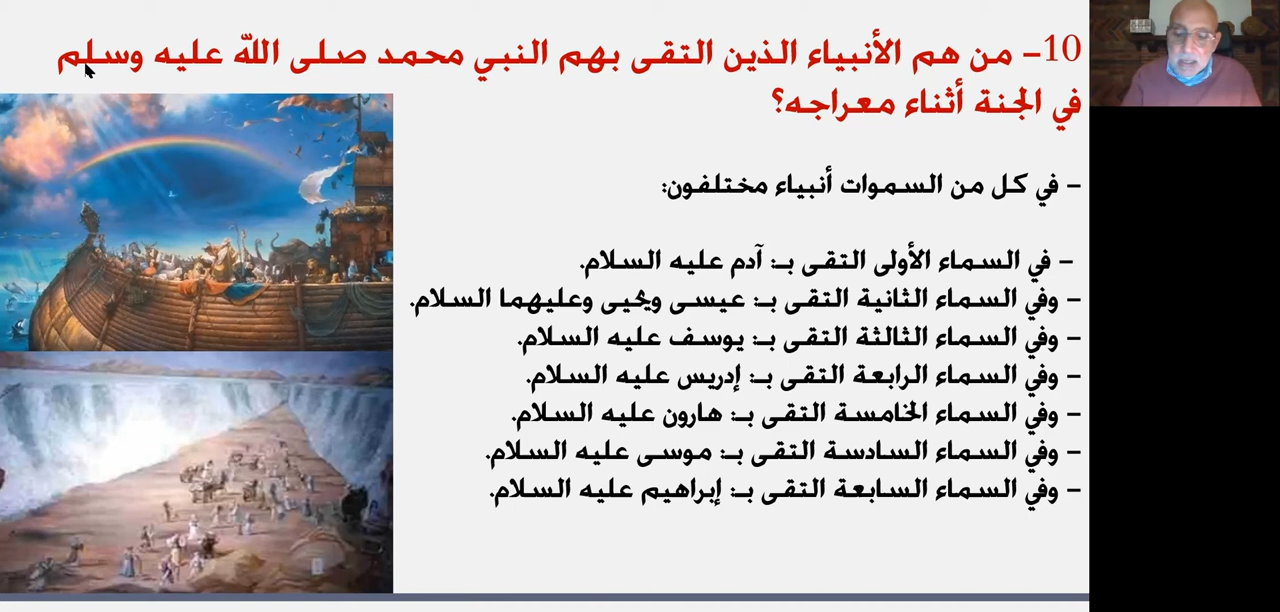 10- من هم الأنبياء الذين التقى بهم النبي محمد صلى الله عليه وسلم
في الجنة أثناء معراجه؟
- في كل من السموات أنبياء مختلفون:
- في السماء الأولى التقى بـ: آدم عليه السلام.
- وفي السماء الثانية التقى بـ: عيسى ويحيى وعليهما السلام.
- وفي السماء الثالثة التقى بـ: يوسف عليه السلام.
- وفي السماء الرابعة التقى بـ: إدريس عليه السلام.
- وفي السماء الخامسة التقى بـ: هارون عليه السلام.
- وفي السماء السادسة التقى بـ: موسى عليه السلام.
- وفي السماء السابعة التقى بـ: إبراهيم عليه السلام.